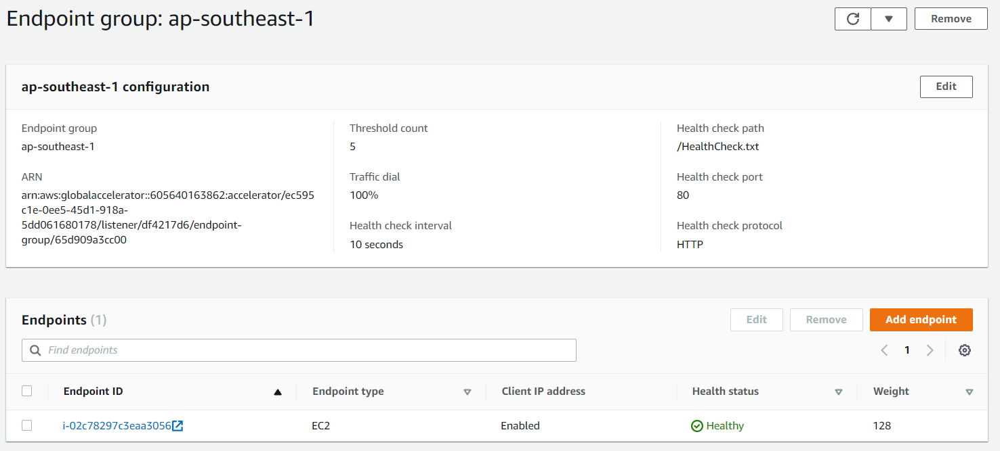 Endpoint group: ap-southeast-1
Remove
ap-southeast-1 configuration
Edit
Endpoint group
ap-southeast-1
ARN
arn:aws:globalaccelerator::605640163862:accelerator/ec595
c1e-0ee5-45d1-918a-
5dd061680178/listener/df4217d6/endpoint-
group/65d909a3cc00
Threshold count
5
Traffic dial
100%
Health check interval
10 seconds
Health check path
/HealthCheck.txt
Health check port
80
Health check protocol
HTTP
Endpoints (1)
Edit
Remove
Add endpoint
Find endpoints
1
Endpoint ID
Endpoint type
Client IP address
Health status
Weight
i-02c78297c3eaa3056
EC2
Enabled
Healthy
128